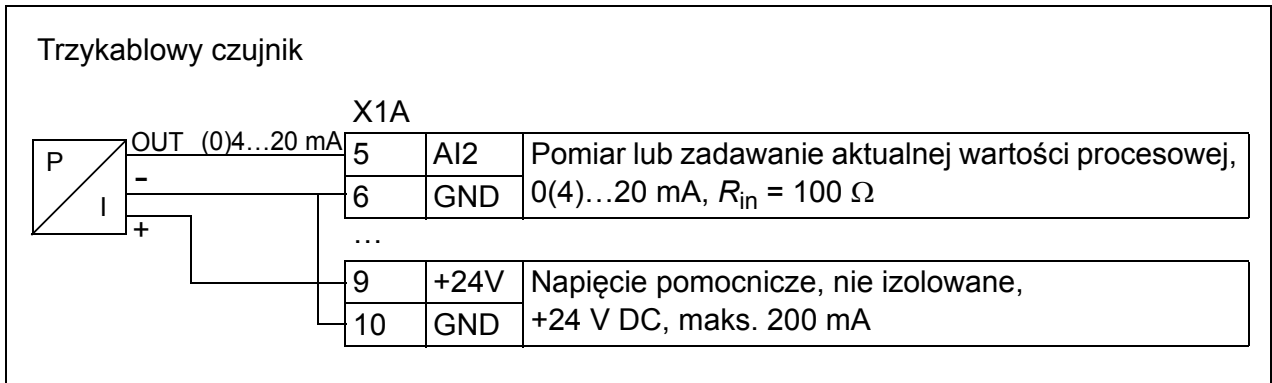 Trzykablowy czujnik
X1A
OUT (0)4…20 mA 5 AI2 Pomiar lub zadawanie aktualnej wartości procesowej,
P
- 6 GND 0(4)…20 mA, Rin = 100 Ω
I
+
…
9 +24V Napięcie pomocnicze, nie izolowane,
10 GND +24 V DC, maks. 200 mA